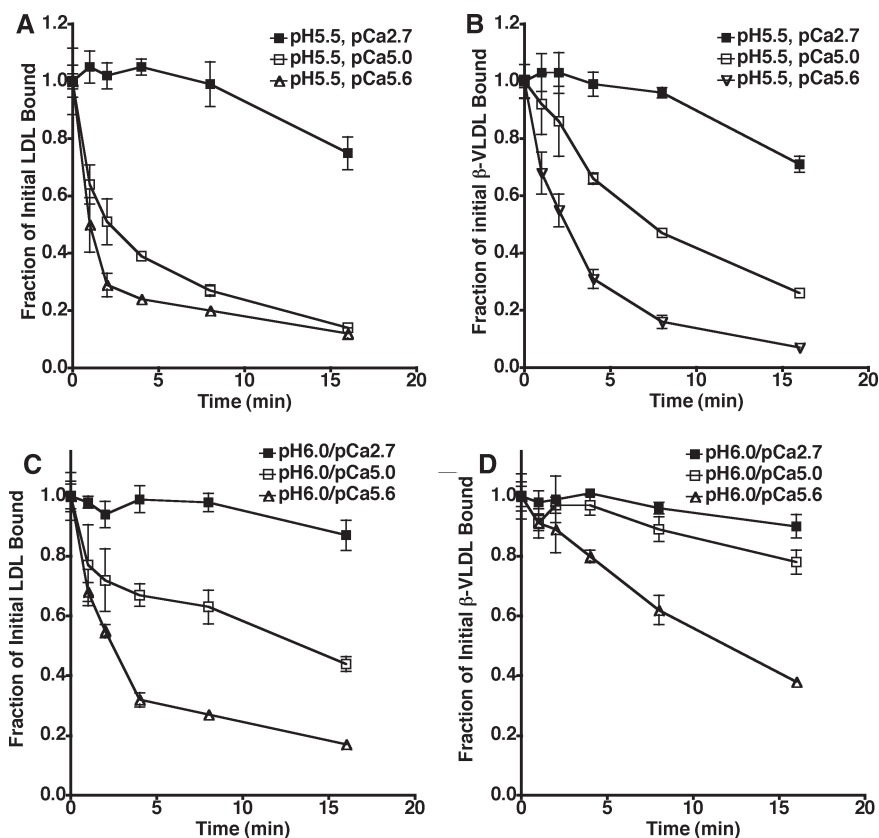 A
1.2
1.0
0.8
0.6
0.4
0.2
0.0
Fraction of Initial LDL Bound
pH5.5, pCa2.7
pH5.5, pCa5.0
pH5.5, pCa5.6
0 5 10 15 20
Time (min)
B
1.2
1.0
0.8
0.6
0.4
0.2
0.0
Fraction of initial β-VLDL Bound
pH5.5, pCa2.7
pH5.5, pCa5.0
pH5.5, pCa5.6
0 5 10 15 20
Time (min)
C
1.0
0.8
0.6
0.4
0.2
0.0
Fraction of Initial LDL Bound
pH6.0/pCa2.7
pH6.0/pCa5.0
pH6.0/pCa5.6
0 5 10 15 20
Time (min)
D
1.0
0.8
0.6
0.4
0.2
0.0
Fraction of Initial β-VLDL Bound
pH6.0/pCa2.7
pH6.0/pCa5.0
pH6.0/pCa5.6
0 5 10 15 20
Time (min)